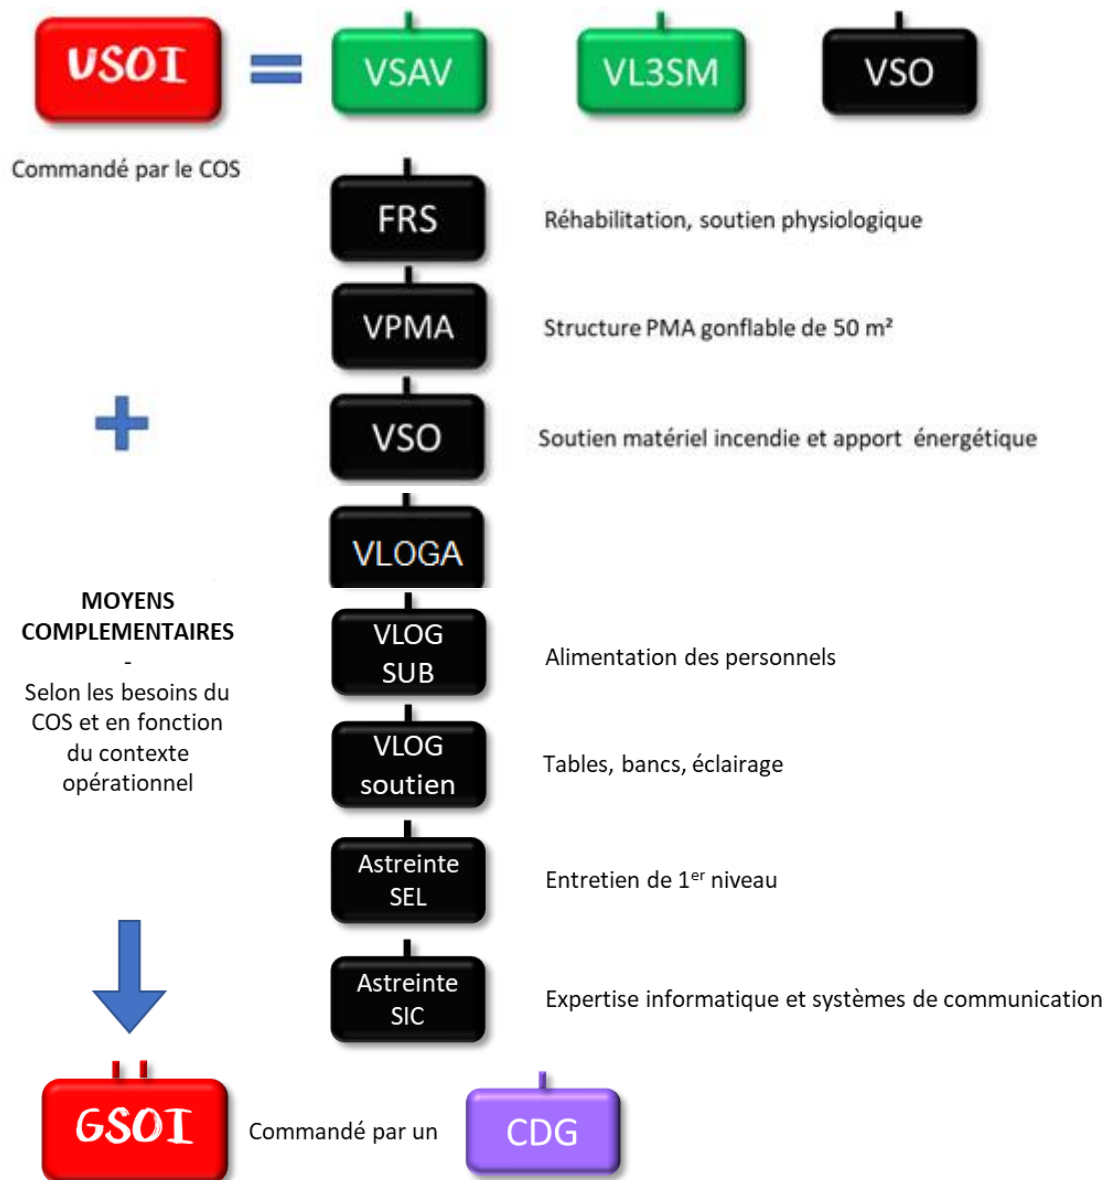 USOI = VSAV VL3SM VSO
Commandé par le COS
FRS Réhabilitation, soutien physiologique
VPMA Structure PMA gonflable de 50 m²
+
VSO Soutien matériel incendie et apport énergétique
VLOGA
MOYENS
COMPLEMENTAIRES
-
Selon les besoins du
COS et en fonction
du contexte
opérationnel
VLOG
SUB
Alimentation des personnels
VLOG
soutien
Tables, bancs, éclairage
Astreinte
SEL
Entretien de 1er niveau
Astreinte
SIC
Expertise informatique et systèmes de communication
GSOI Commandé par un CDG